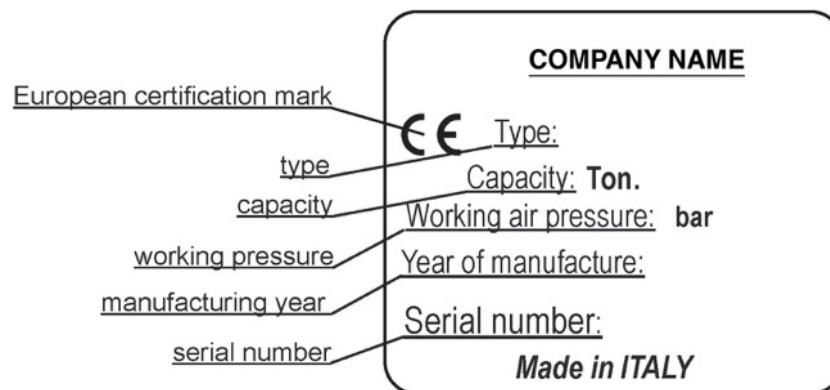 COMPANY NAME
European certification mark
CE Type:
type
Capacity: Ton.
capacity
Working air pressure: bar
working pressure
Year of manufacture:
manufacturing year
Serial number:
serial number
Made in ITALY